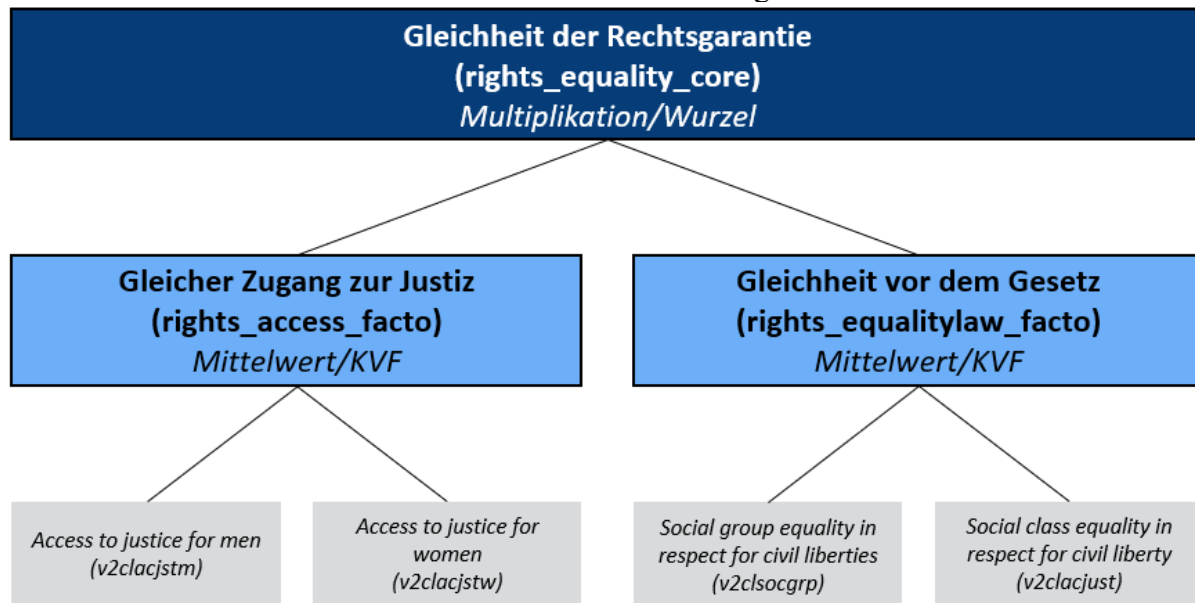 Gleichheit der Rechtsgarantie
(rights_equality_core)
Multiplikation/Wurzel
Gleicher Zugang zur Justiz
(rights_access_facto)
Mittelwert/KVF
Gleichheit vor dem Gesetz
(rights_equalitylaw_facto)
Mittelwert/KVF
Access to justice for men
(v2clacjstm)
Access to justice for
women
(v2clacjstw)
Social group equality in
respect for civil liberties
(v2clsocgrp)
Social class equality in
respect for civil liberty
(v2clacjust)